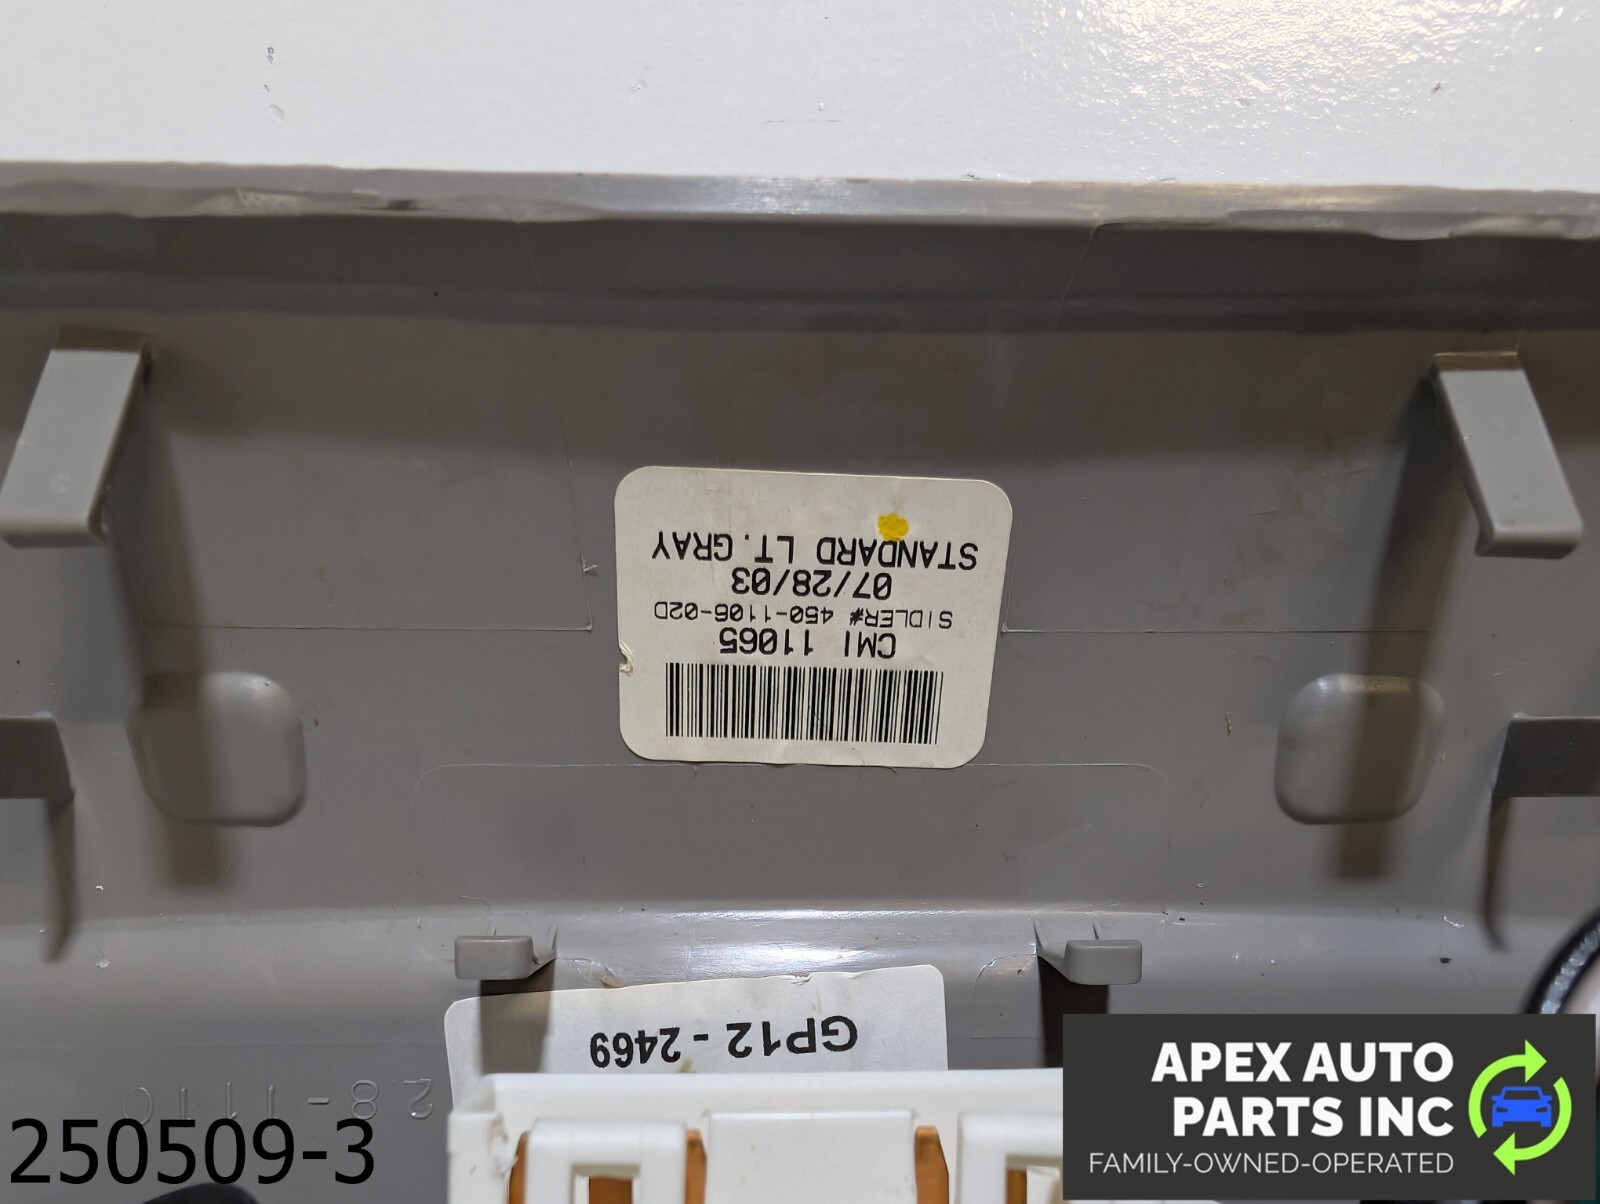 CMI 11065
SIDLER# 450-1106-02D
07/28/03
STANDARD LT. GRAY
GP12 - 2469
250509-3
APEX AUTO
PARTS INC
FAMILY-OWNED-OPERATED